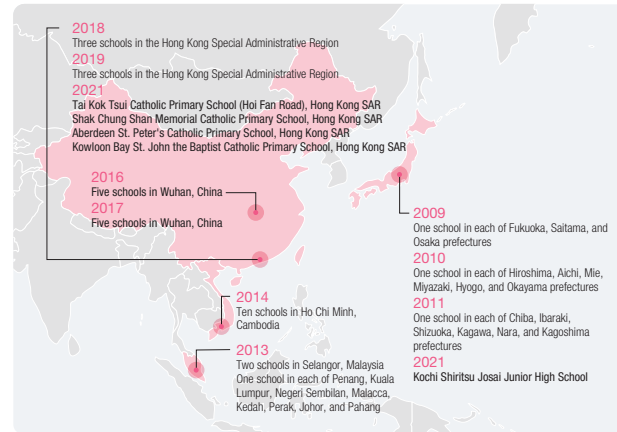 2018
Three schools in the Hong Kong Special Administrative Region
2019
Three schools in the Hong Kong Special Administrative Region
2021
Tai Kok Tsui Catholic Primary School (Hoi Fan Road), Hong Kong SAR
Shak Chung Shan Memorial Catholic Primary School, Hong Kong SAR
Aberdeen St. Peter's Catholic Primary School, Hong Kong SAR
Kowloon Bay St. John the Baptist Catholic Primary School, Hong Kong SAR
2016
Five schools in Wuhan, China
2017
Five schools in Wuhan, China
2009
One school in each of Fukuoka, Saitama, and
Osaka prefectures
2010
One school in each of Hiroshima, Aichi, Mie,
Miyazaki, Hyogo, and Okayama prefectures
2011
One school in each of Chiba, Ibaraki,
Shizuoka, Kagawa, Nara, and Kagoshima
prefectures
2021
Kochi Shiritsu Josai Junior High School
2014
Ten schools in Ho Chi Minh,
Cambodia
2013
Two schools in Selangor, Malaysia
One school in each of Penang, Kuala
Lumpur, Negeri Sembilan, Malacca,
Kedah, Perak, Johor, and Pahang